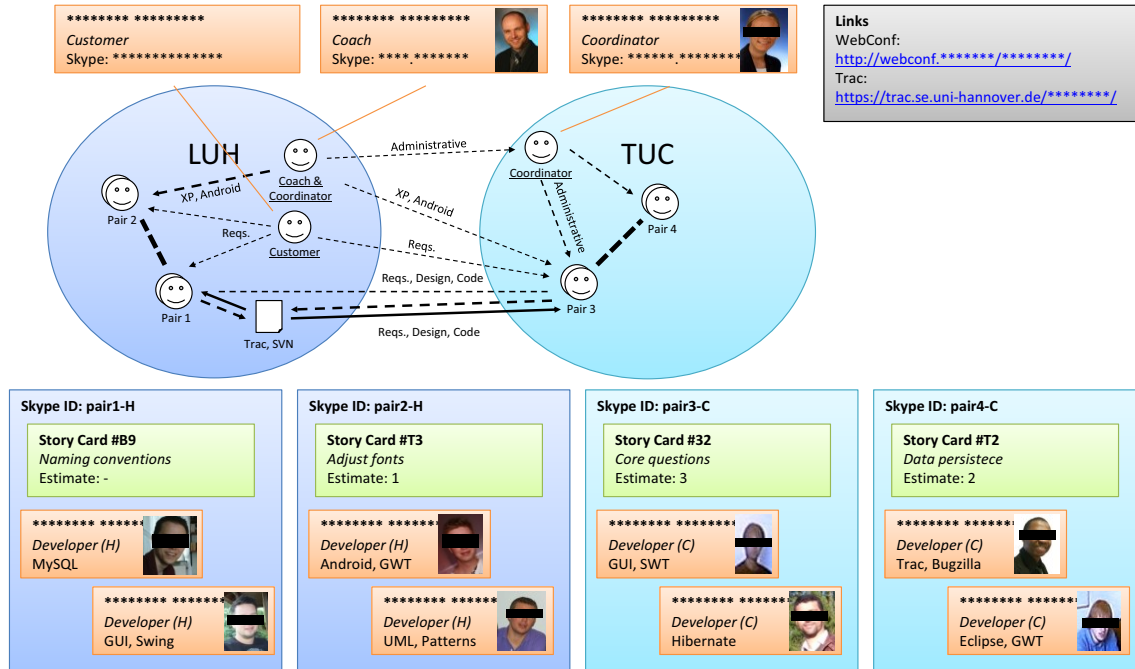 ******** *********
Customer
Skype: **************
******** *********
Coach
Skype: ****.*******
******** *********
Coordinator
Skype: ******.********
Links
WebConf:
http://webconf.*******/********/
Trac:
https://trac.se.uni-hannover.de/********/
LUH
TUC
Administrative
Coach &
Coordinator
Coordinator
XP, Android
XP, Android
Administrative
Pair 2
Pair 4
Reqs.
Customer
Reqs.
Reqs., Design, Code
Pair 1
Pair 3
Trac, SVN
Reqs., Design, Code
Skype ID: pair1-H
Story Card #B9
Naming conventions
Estimate: -
******** ******
Developer (H)
MySQL
******** ******
Developer (H)
GUI, Swing
Skype ID: pair2-H
Story Card #T3
Adjust fonts
Estimate: 1
******** ******
Developer (H)
Android, GWT
******** ******
Developer (H)
UML, Patterns
Skype ID: pair3-C
Story Card #32
Core questions
Estimate: 3
******** ******
Developer (C)
GUI, SWT
******** ******
Developer (C)
Hibernate
Skype ID: pair4-C
Story Card #T2
Data persistece
Estimate: 2
******** ******
Developer (C)
Trac, Bugzilla
******** ******
Developer (C)
Eclipse, GWT